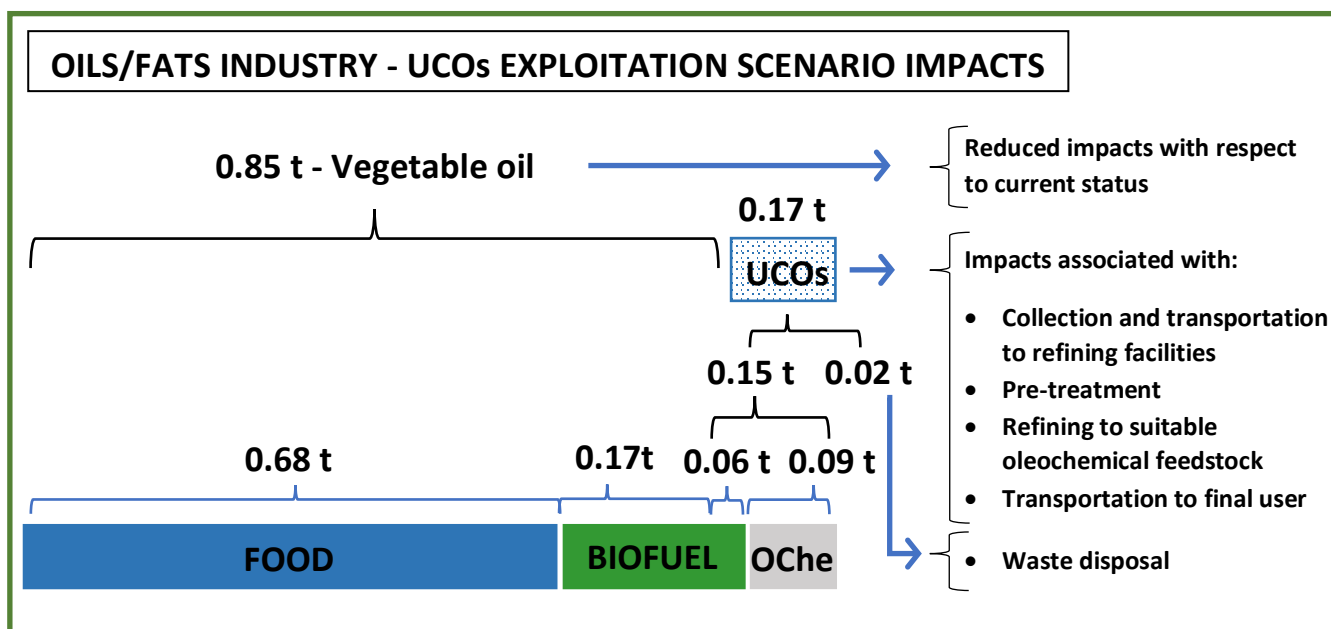 OILS/FATS INDUSTRY - UCOs EXPLOITATION SCENARIO IMPACTS
0.85 t - Vegetable oil
Reduced impacts with respect
to current status
0.17 t
UCOs
Impacts associated with:
• Collection and transportation
to refining facilities
• Pre-treatment
• Refining to suitable
oleochemical feedstock
• Transportation to final user
0.15 t
0.02 t
0.68 t
0.17t
0.06 t
0.09 t
FOOD
BIOFUEL
OChe
• Waste disposal